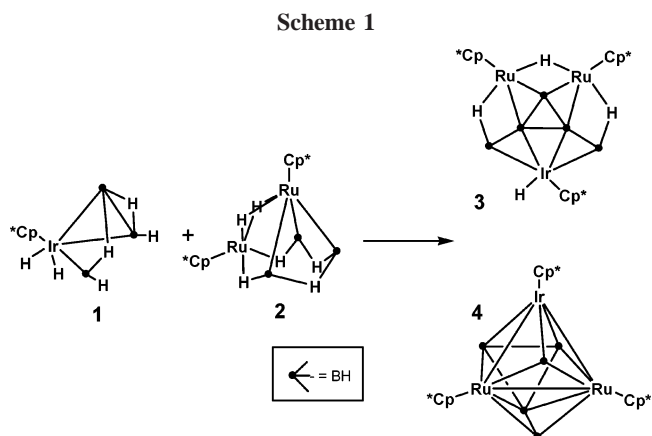 Scheme 1
*Cp H Cp*
Ru Ru
H H
Ir
H Cp*
3
Cp*
Ru
H
H H
*Cp Ir H H
H H H
1
+
H
*Cp Ru H H
H H
2
Cp*
Ir
4
*Cp Ru Ru Cp*
= BH